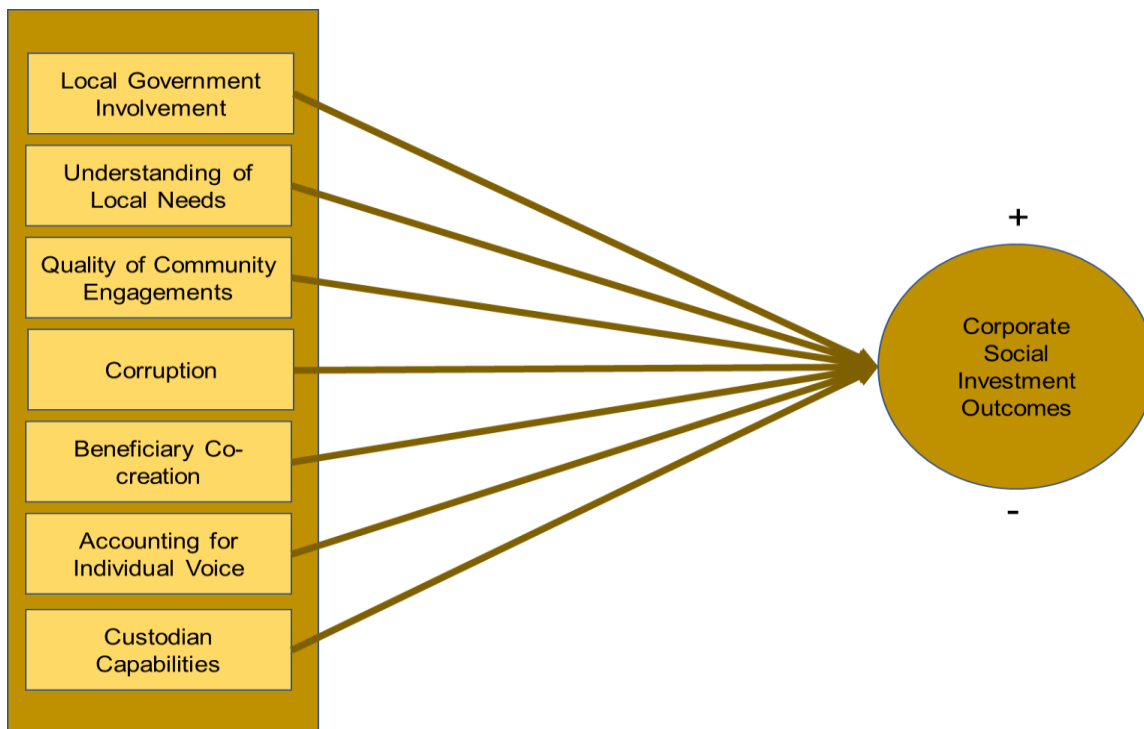 Local Government
Involvement
Understanding of
Local Needs
Quality of Community
Engagements
Corruption
Beneficiary Co-
creation
Accounting for
Individual Voice
Custodian
Capabilities
+
Corporate
Social
Investment
Outcomes
-